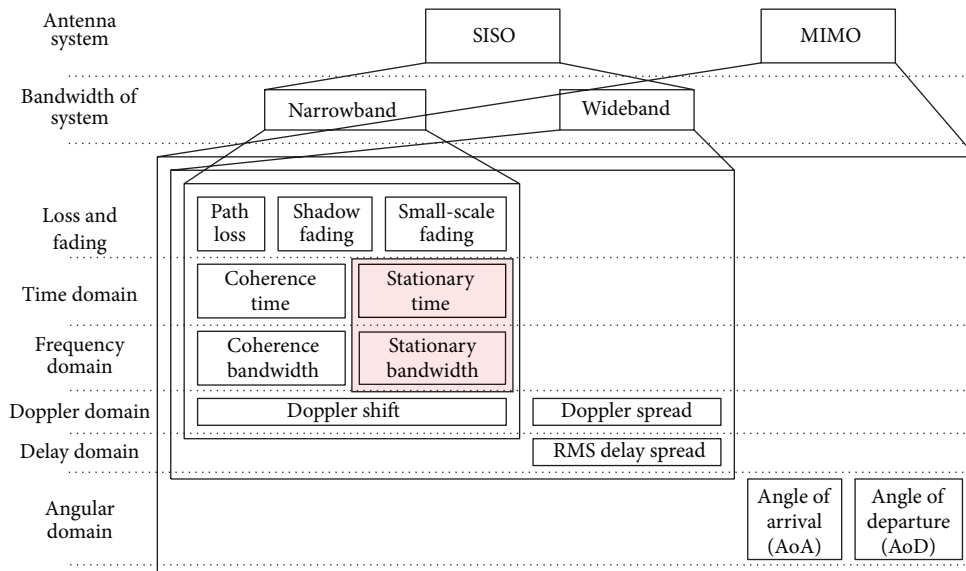 Antenna
system
SISO
MIMO
Bandwidth of
system
Narrowband
Wideband
Loss and
fading
Path
loss
Shadow
fading
Small-scale
fading
Time domain
Coherence
time
Stationary
time
Frequency
domain
Coherence
bandwidth
Stationary
bandwidth
Doppler domain
Doppler shift
Doppler spread
Delay domain
RMS delay spread
Angular
domain
Angle of
arrival
(AoA)
Angle of
departure
(AoD)